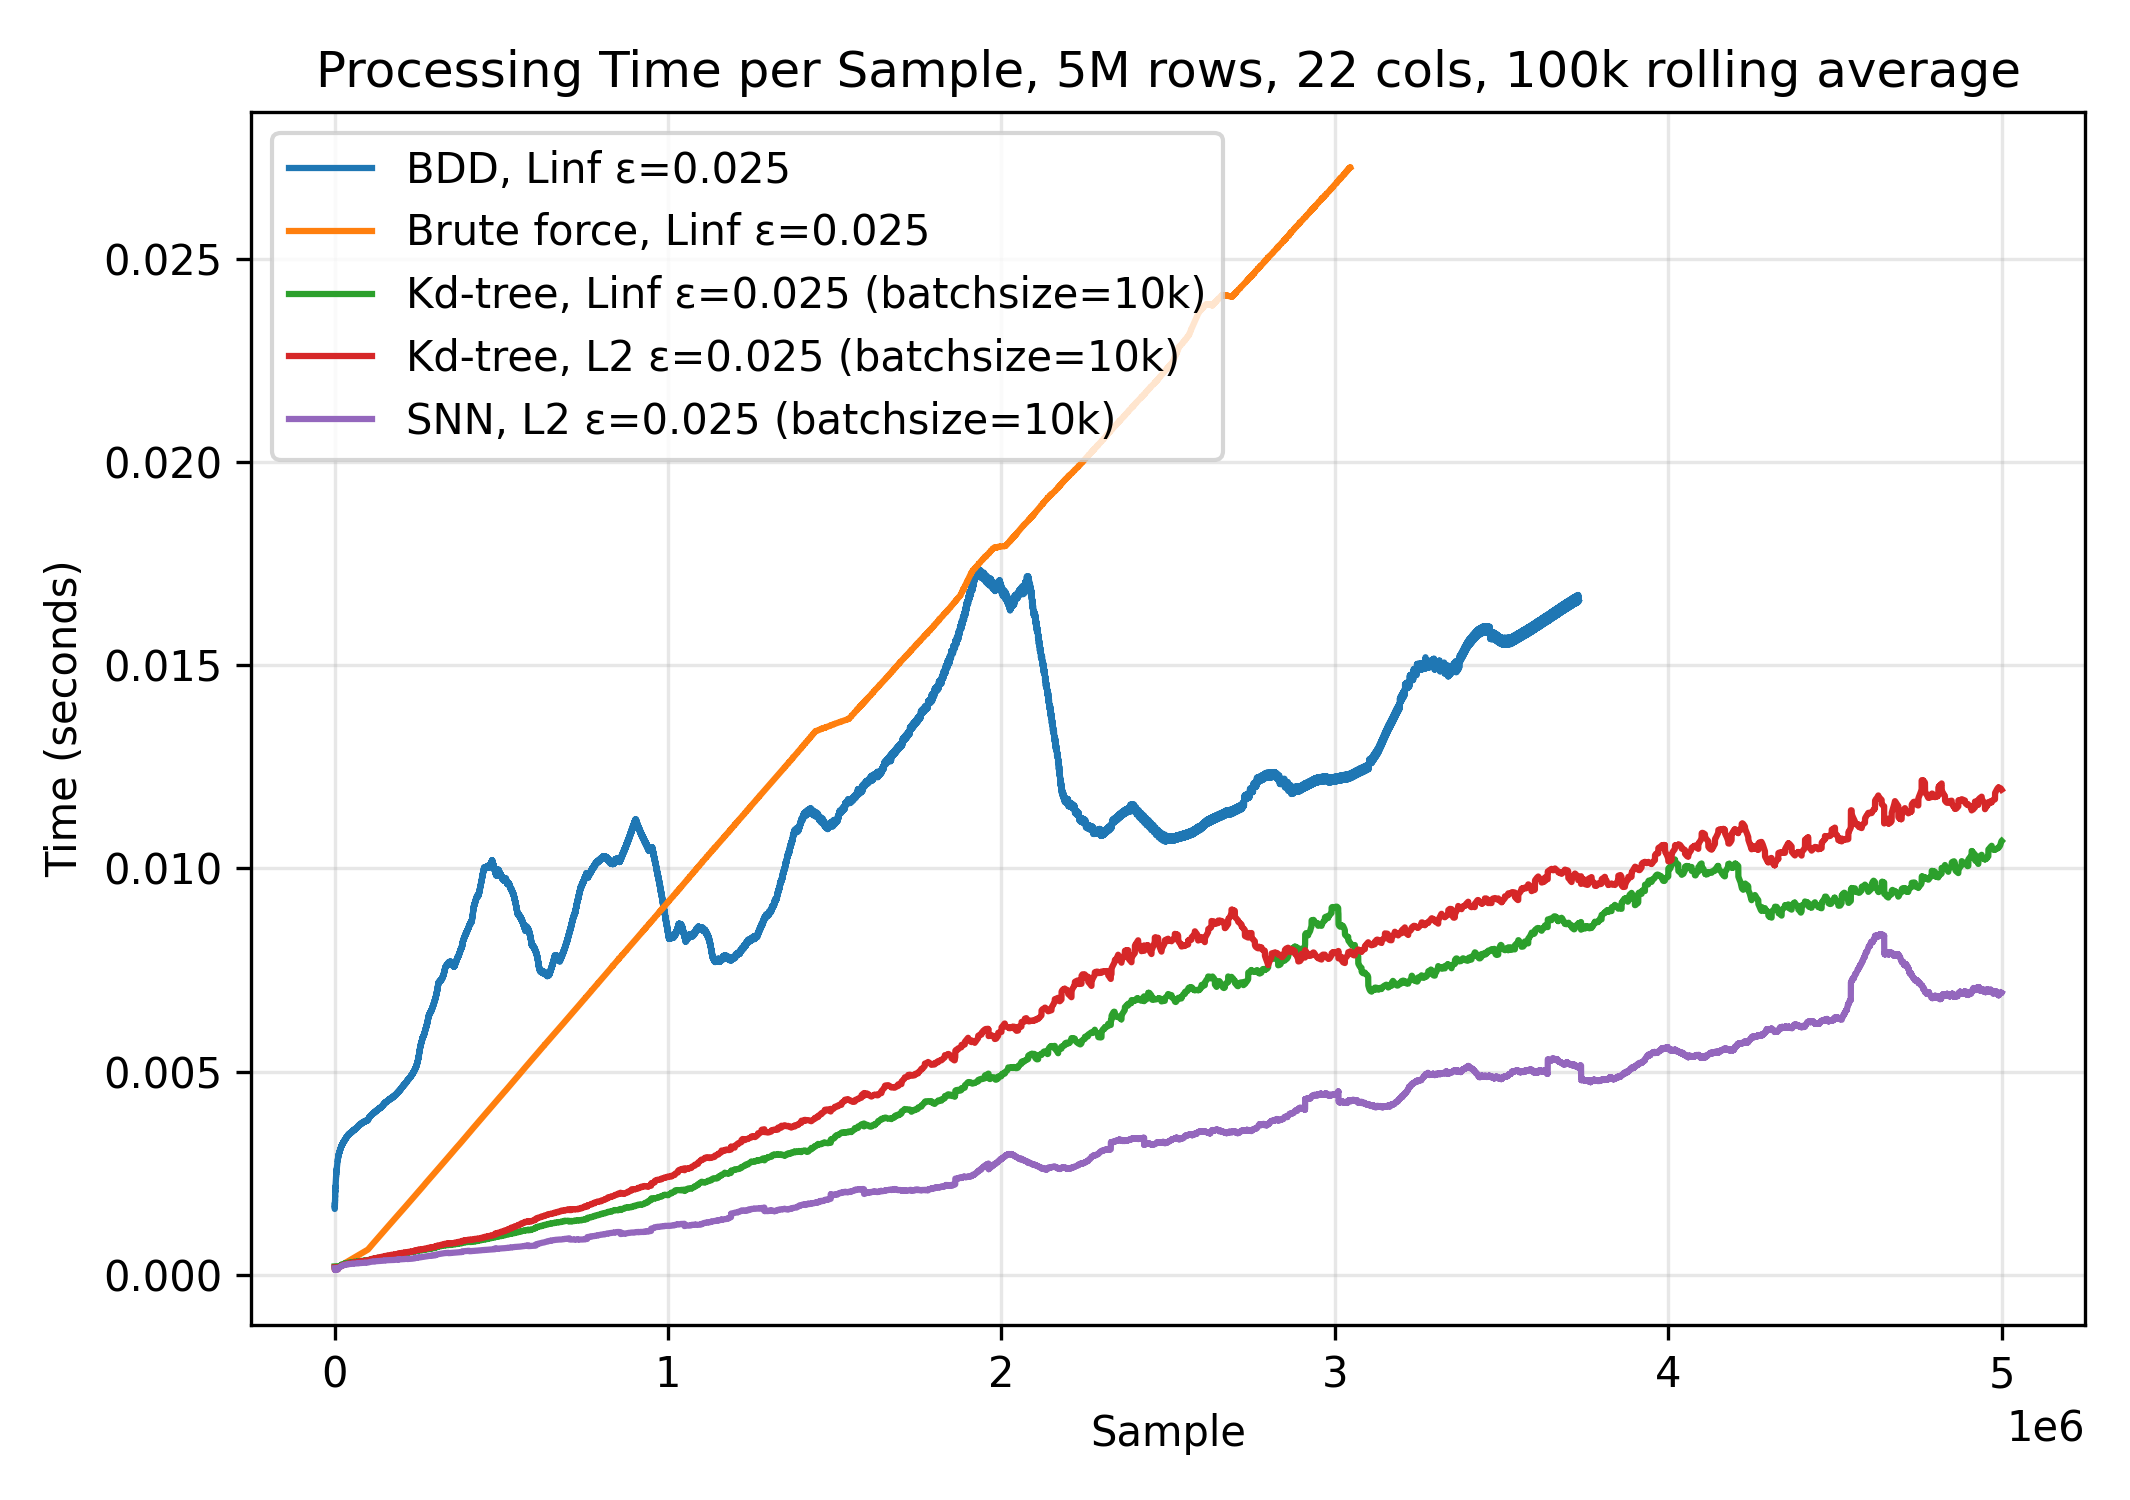 Processing Time per Sample, 5M rows, 22 cols, 100k rolling average
BDD, Linf ε=0.025
Brute force, Linf ε=0.025
Kd-tree, Linf ε=0.025 (batchsize=10k)
Kd-tree, L2 ε=0.025 (batchsize=10k)
SNN, L2 ε=0.025 (batchsize=10k)
Time (seconds)
0.025
0.020
0.015
0.010
0.005
0.000
0 1 2 3 4 5
1e6
Sample